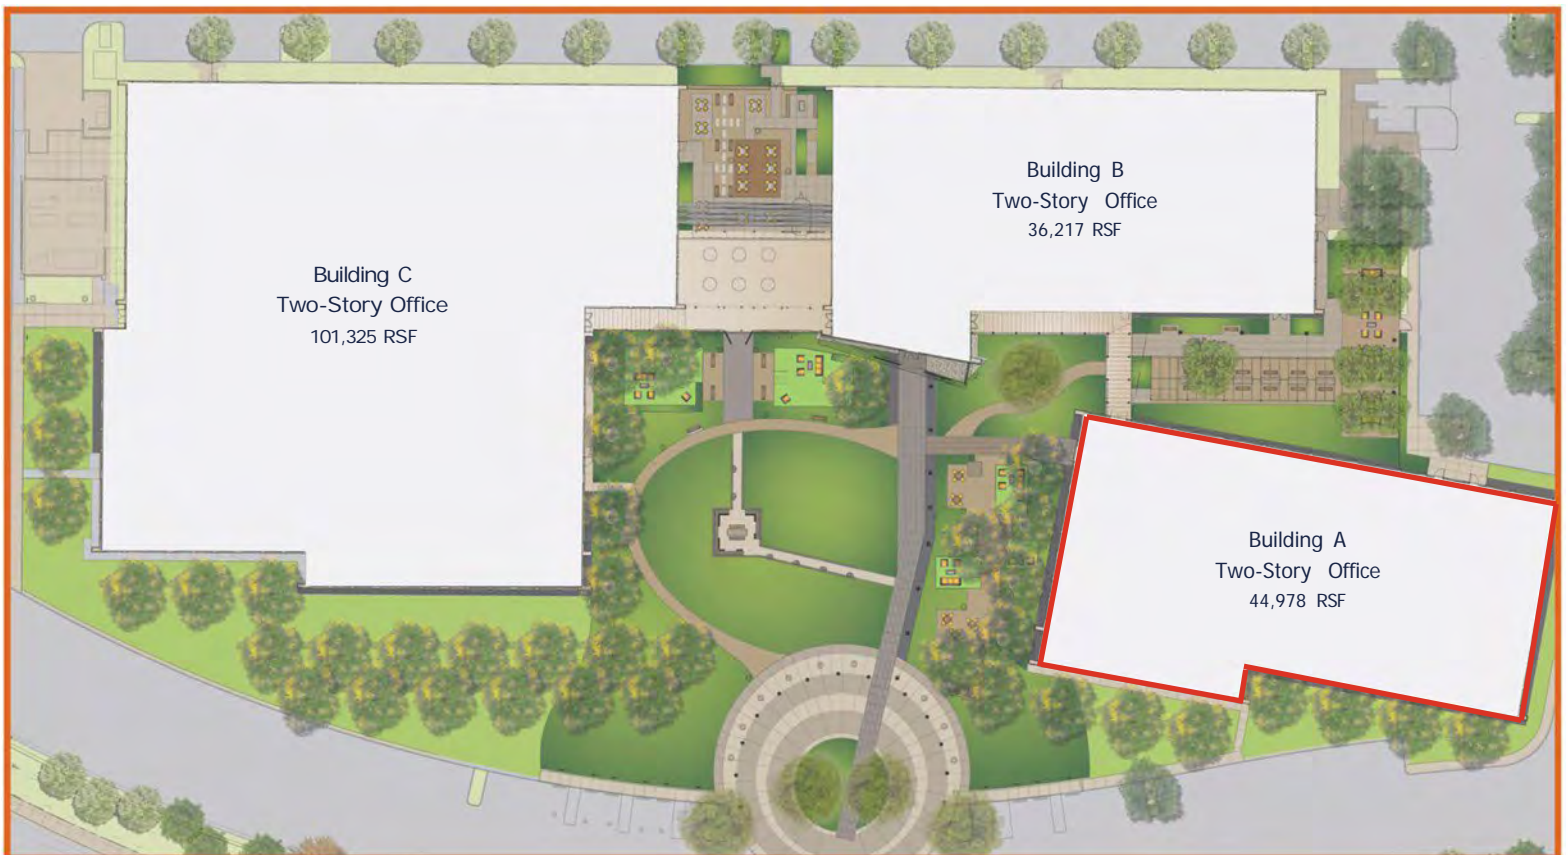 Building C
Two-Story Office
101,325 RSF
Building B
Two-Story Office
36,217 RSF
Building A
Two-Story Office
44,978 RSF